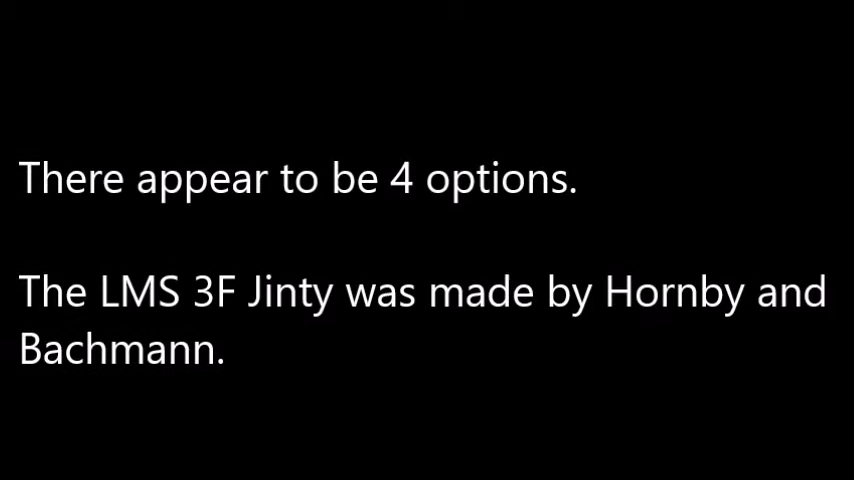 There appear to be 4 options.
The LMS 3F Jinty was made by Hornby and
Bachmann.